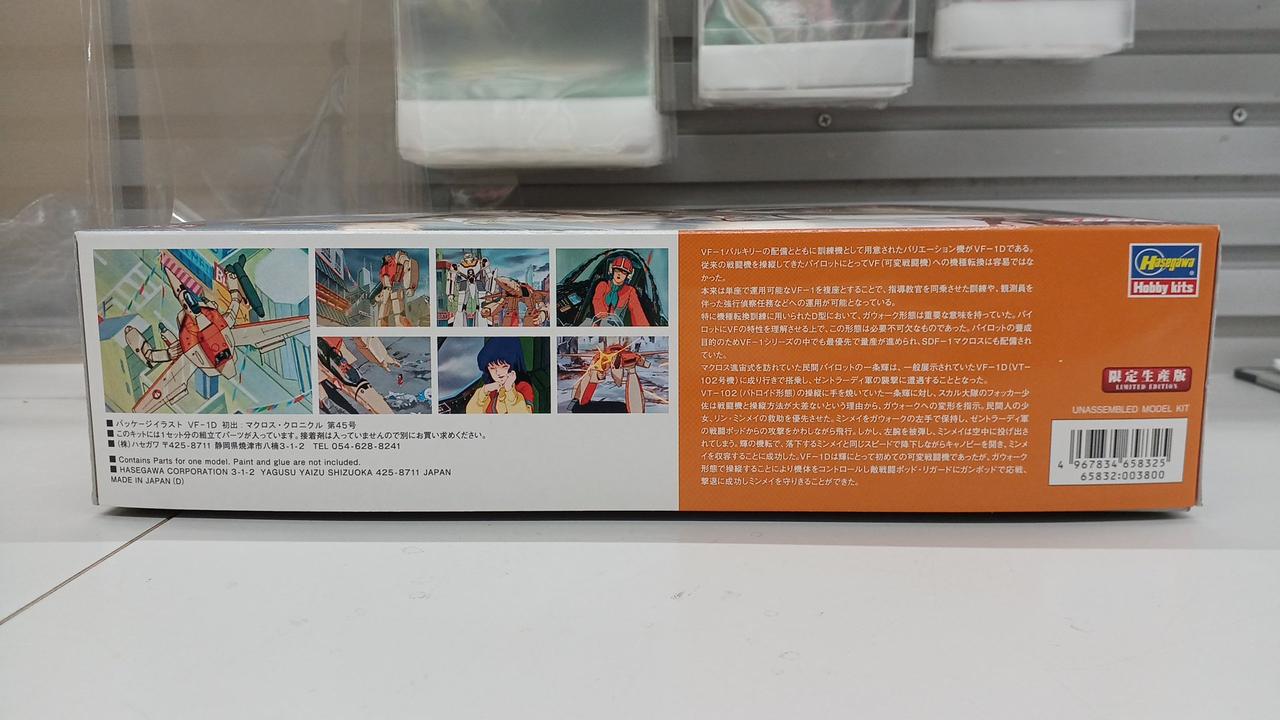 ■ パッケージイラスト VF-1D 初出：マクロス・クロニクル 第45号
■ このキットには1セット分の組立てパーツが入っています。接着剤は入っていませんので別にお買い求めください。
■ (株)ハセガワ 〒425-8711 静岡県焼津市八楠3-1-2 TEL 054-628-8241
■ Contains Parts for one model. Paint and glue are not included.
■ HASEGAWA CORPORATION 3-1-2 YAGUSU YAIZU SHIZUOKA 425-8711 JAPAN
MADE IN JAPAN (D)
VF-1バルキリーの配備とともに訓練機として用意されたバリエーション機がVF-1Dである。
従来の戦闘機を操縦してきたパイロットにとってVF(可変戦闘機)への機種転換は容易ではな
かった。
本来は単座で運用可能なVF-1を複座とすることで、指導教官を同乗させた訓練や、観測員を
伴った強行偵察任務などへの運用が可能となっている。
特に機種転換訓練に用いられたD型において、ガウォーク形態は重要な意味を持っていた。パイ
ロットにVFの特性を理解させる上で、この形態は必要不可欠なものであった。パイロットの養成
目的のためVF-1シリーズの中でも最優先で量産が進められ、SDF-1マクロスにも配備され
ていた。
マクロス進宙式を訪れていた民間パイロットの一条輝は、一般展示されていたVF-1D(VT-
102号機)に成り行きで搭乗し、ゼントラーディ軍の襲撃に遭遇することとなった。
VT-102(バトロイド形態)の操縦に手を焼いていた一条輝に対し、スカル大隊のフォッカー少
佐は戦闘機と操縦方法が大差ないという理由から、ガウォークへの変形を指示。民間人の少
女、リン・ミンメイの救助を優先させた。ミンメイをガウォークの左手で保持し、ゼントラーディ軍
の戦闘ポッドからの攻撃をかわしながら飛行。しかし、左腕を被弾し、ミンメイは空中に投げ出さ
れてしまう。輝の機転で、落下するミンメイと同じスピードで降下しながらキャノピーを開き、ミンメ
イを収容することに成功した。VF-1Dは輝にとって初めての可変戦闘機であったが、ガウォーク
形態で操縦することにより機体をコントロールし敵戦闘ポッド・リガードにガンポッドで応戦、
撃退に成功しミンメイを守りきることができた。
Hasegawa
Hobby kits
限定生産版
LIMITED EDITION
UNASSEMBLED MODEL KIT
4 967834 658325
65832:003800